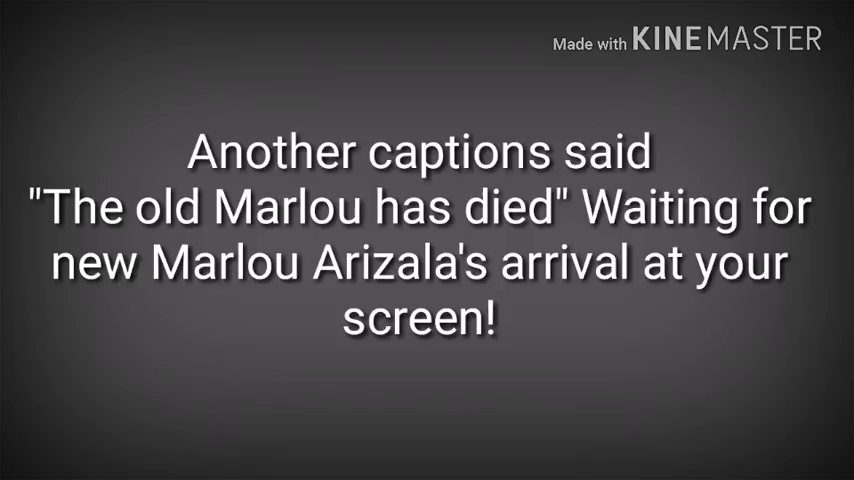 Made with KINEMASTER
Another captions said
"The old Marlou has died" Waiting for
new Marlou Arizala's arrival at your
screen!